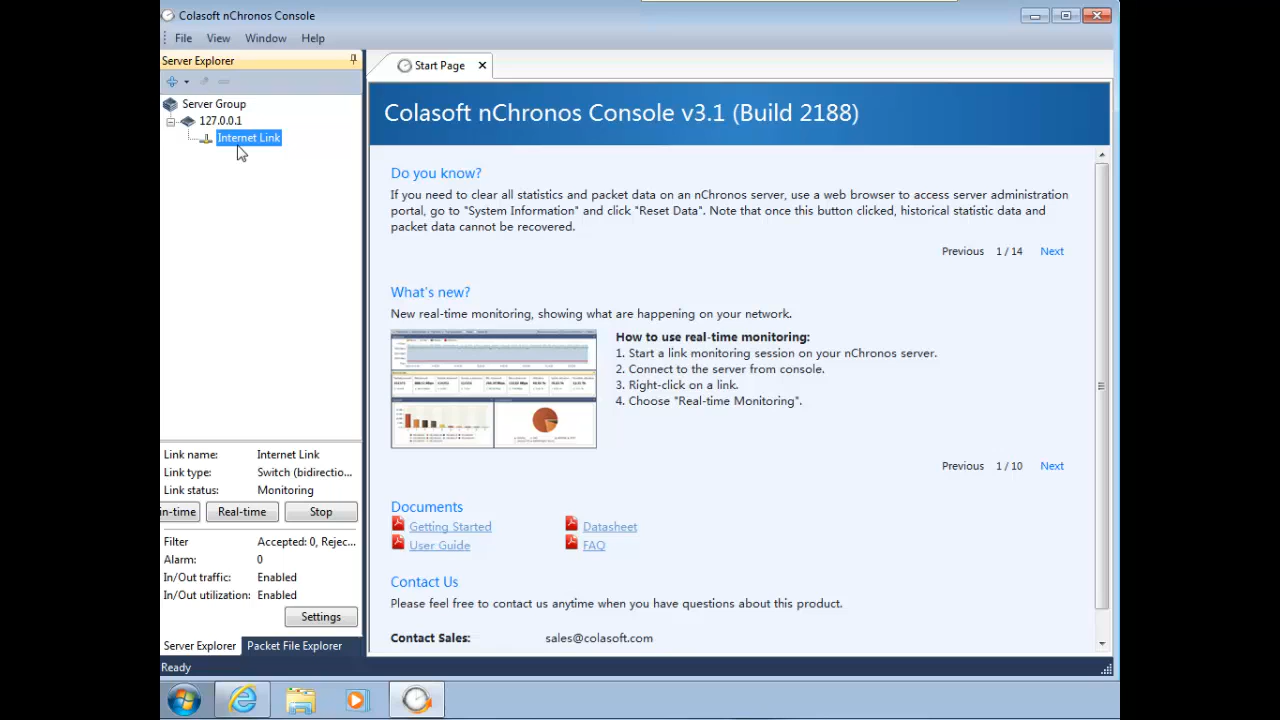 Colasoft nChronos Console
File View Window Help
Server Explorer
Start Page
Server Group
127.0.0.1
Internet Link
Colasoft nChronos Console v3.1 (Build 2188)
Do you know?
If you need to clear all statistics and packet data on an nChronos server, use a web browser to access server administration
portal, go to "System Information" and click "Reset Data". Note that once this button clicked, historical statistic data and
packet data cannot be recovered.
Previous 1 / 14 Next
What's new?
New real-time monitoring, showing what are happening on your network.
How to use real-time monitoring:
1. Start a link monitoring session on your nChronos server.
2. Connect to the server from console.
3. Right-click on a link.
4. Choose "Real-time Monitoring".
Previous 1 / 10 Next
Documents
Getting Started Datasheet
User Guide FAQ
Contact Us
Please feel free to contact us anytime when you have questions about this product.
Contact Sales: sales@colasoft.com
Link name: Internet Link
Link type: Switch (bidirectio...
Link status: Monitoring
in-time Real-time Stop
Filter Accepted: 0, Rejec...
Alarm: 0
In/Out traffic: Enabled
In/Out utilization: Enabled
Settings
Server Explorer Packet File Explorer
Ready